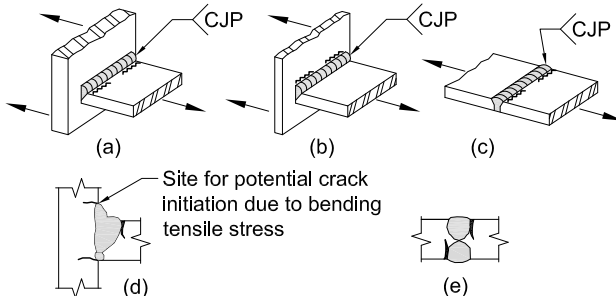 CJP
CJP
CJP
(a)
(b)
(c)
Site for potential crack
initiation due to bending
tensile stress
(d)
(e)